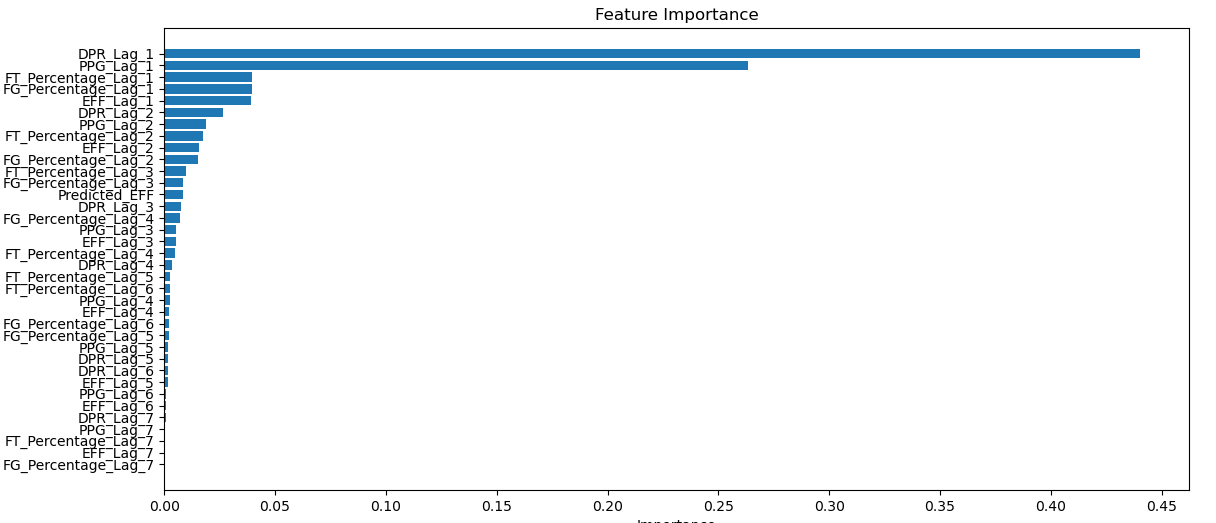 Feature Importance
DPR_Lag_1
PPG_Lag_1
FT_Percentage_Lag_1
FG_Percentage_Lag_1
EFF_Lag_1
DPR_Lag_2
PPG_Lag_2
FT_Percentage_Lag_2
EFF_Lag_2
FG_Percentage_Lag_2
FT_Percentage_Lag_3
FG_Percentage_Lag_3
Predicted_EFF
DPR_Lag_3
FG_Percentage_Lag_4
PPG_Lag_3
EFF_Lag_3
FT_Percentage_Lag_4
DPR_Lag_4
FT_Percentage_Lag_5
FT_Percentage_Lag_6
PPG_Lag_4
EFF_Lag_4
FG_Percentage_Lag_6
FG_Percentage_Lag_5
PPG_Lag_5
DPR_Lag_5
DPR_Lag_6
EFF_Lag_5
PPG_Lag_6
EFF_Lag_6
DPR_Lag_7
PPG_Lag_7
FT_Percentage_Lag_7
EFF_Lag_7
FG_Percentage_Lag_7
0.00 0.05 0.10 0.15 0.20 0.25 0.30 0.35 0.40 0.45
Importance